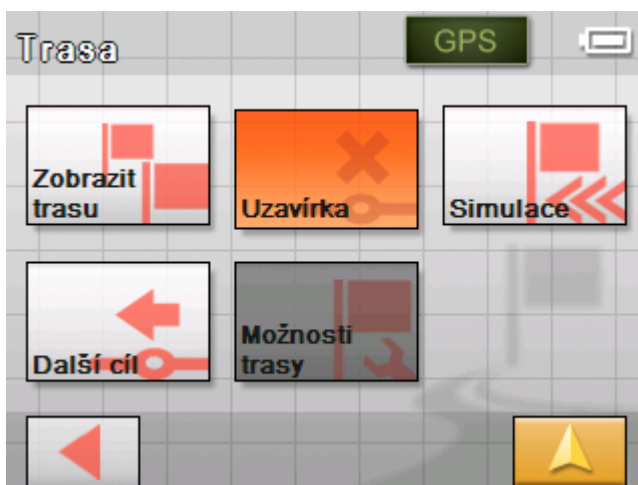 Trasa
GPS
Zobrazit
trasu
Uzavírka
Simulace
Další cíl
Možnosti
trasy